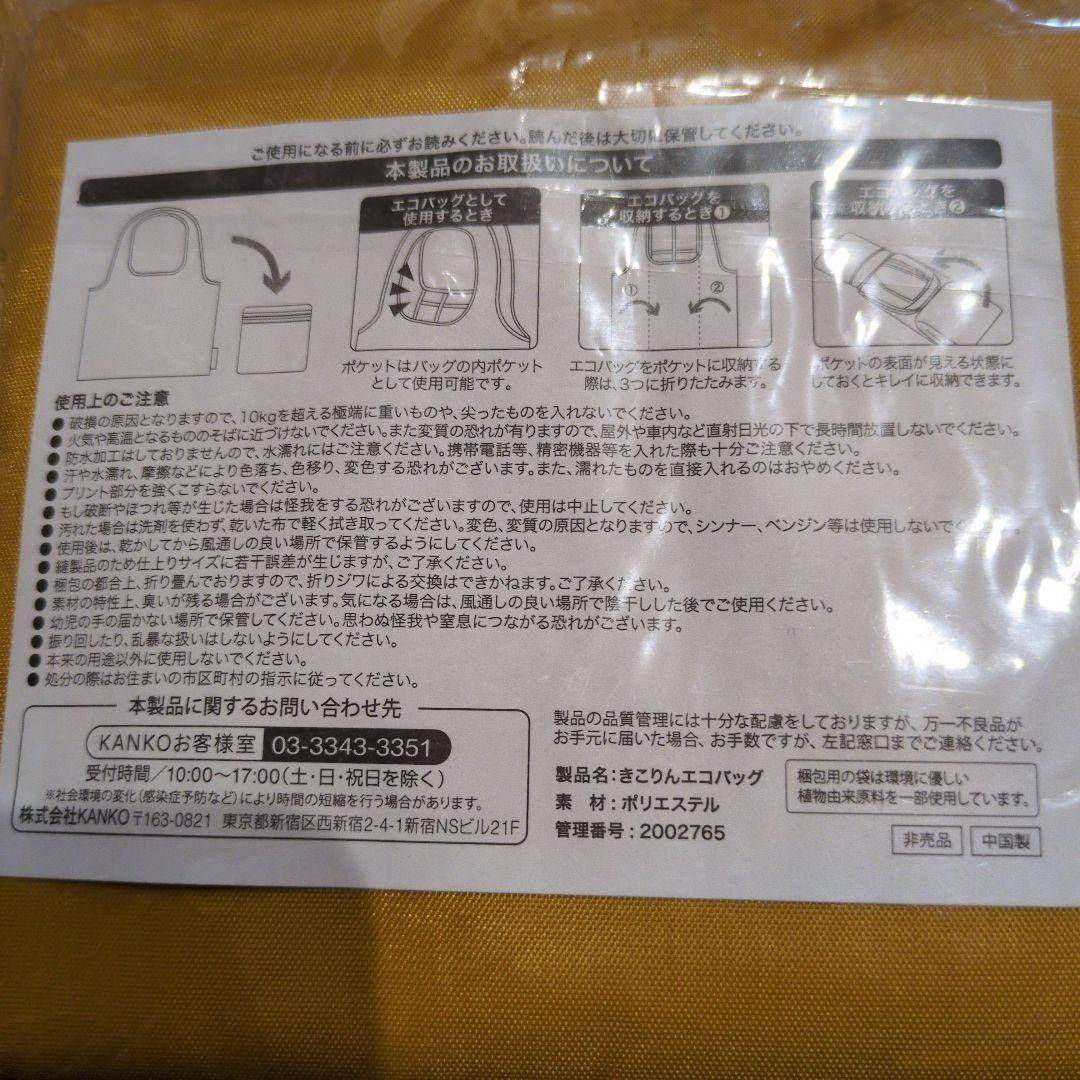 ご使用になる前に必ずお読みください。読んだ後は大切に保管してください。
本製品のお取扱いについて
エコバッグとして
使用するとき
エコバッグを
収納するとき❶
エコバッグを
収納するとき❷
①
②
ポケットはバッグの内ポケット
として使用可能です。
エコバッグをポケットに収納する
際は、3つに折りたたみます。
ポケットの表面が見える状態に
しておくとキレイに収納できます。
使用上のご注意
●破損の原因となりますので、10kgを超える極端に重いものや、尖ったものを入れないでください。
●火気や高温となるもののそばに近づけないでください。また変質の恐れが有りますので、屋外や車内など直射日光の下で長時間放置しないでください。
●防水加工はしておりませんので、水濡れにはご注意ください。携帯電話等、精密機器等を入れた際も十分ご注意ください。
●汗や水濡れ、摩擦などにより色落ち、色移り、変色する恐れがございます。また、濡れたものを直接入れるのはおやめください。
●プリント部分を強くこすらないでください。
●もし破断やほつれ等が生じた場合は怪我をする恐れがございますので、使用は中止してください。
●汚れた場合は洗剤を使わず、乾いた布で軽く拭き取ってください。変色、変質の原因となりますので、シンナー、ベンジン等は使用しないでください。
●使用後は、乾かしてから風通しの良い場所で保管するようにしてください。
●縫製品のため仕上りサイズに若干誤差が生じますが、ご了承ください。
●梱包の都合上、折り畳んでおりますので、折りジワによる交換はできかねます。ご了承ください。
●素材の特性上、臭いが残る場合がございます。気になる場合は、風通しの良い場所で陰干しした後でご使用ください。
●幼児の手の届かない場所で保管してください。思わぬ怪我や窒息につながる恐れがございます。
●振り回したり、乱暴な扱いはしないようにしてください。
●本来の用途以外に使用しないでください。
●処分の際はお住まいの市区町村の指示に従ってください。
本製品に関するお問い合わせ先
KANKOお客様室 03-3343-3351
受付時間/10:00~17:00(土・日・祝日を除く)
※社会環境の変化(感染症予防など)により時間の短縮を行う場合があります。
株式会社KANKO 〒163-0821 東京都新宿区西新宿2-4-1新宿NSビル21F
製品の品質管理には十分な配慮をしておりますが、万一不良品が
お手元に届いた場合、お手数ですが、左記窓口までご連絡ください。
製品名:きこりんエコバッグ
素 材:ポリエステル
管理番号:2002765
梱包用の袋は環境に優しい
植物由来原料を一部使用しています。
非売品
中国製